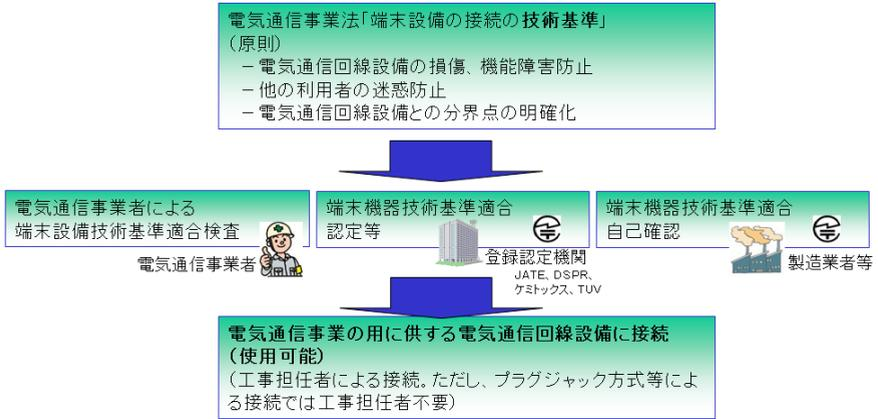 電気通信事業法「端末設備の接続の技術基準」
（原則）
－電気通信回線設備の損傷、機能障害防止
－他の利用者の迷惑防止
－電気通信回線設備との分界点の明確化
電気通信事業者による
端末設備技術基準適合検査
電気通信事業者
端末機器技術基準適合
認定等
登録認定機関
JATE、DSPR、
ケミトックス、TUV
端末機器技術基準適合
自己確認
製造業者等
電気通信事業の用に供する電気通信回線設備に接続
（使用可能）
（工事担任者による接続。ただし、プラグジャック方式等によ
る接続では工事担任者不要）